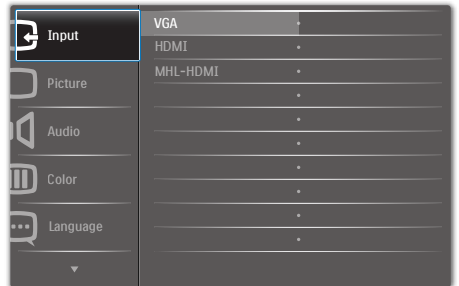 Input
Picture
Audio
Color
Language
VGA
HDMI
MHL-HDMI